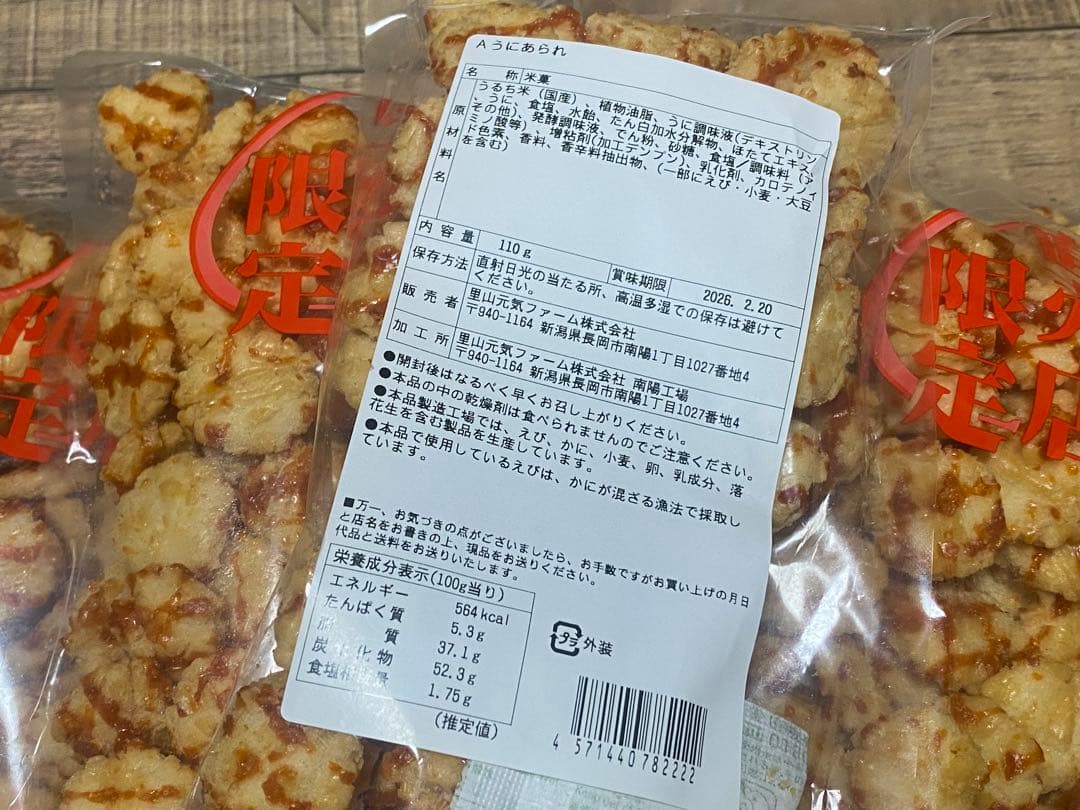 A うにあられ
名称 米菓
原材料名 うるち米（国産）、植物油脂、うに調味液（デキストリン
、うに、食塩、水飴、たん白加水分解物、ほたてエキス、
その他）、発酵調味液、でん粉、砂糖、食塩／調味料（ア
ミノ酸等）、増粘剤(加工デンプン)、乳化剤、カロテノイ
ド色素、香料、香辛料抽出物、（一部にえび・小麦・大豆
を含む）
内容量 110g 賞味期限 2026. 2.20
保存方法 直射日光の当たる所、高温多湿での保存は避けて
ください。
販売者 里山元気ファーム株式会社
〒940-1164 新潟県長岡市南陽1丁目1027番地4
加工所 里山元気ファーム株式会社 南陽工場
〒940-1164 新潟県長岡市南陽1丁目1027番地4
●開封後はなるべく早くお召し上がりください。
●本品の中の乾燥剤は食べられませんのでご注意ください。
●本品製造工場では、えび、かに、小麦、卵、乳成分、落
花生を含む製品を生産しています。
●本品で使用しているえびは、かにが混ざる漁法で採取し
ています。
■万一、お気づきの点がございましたら、お手数ですがお買い上げの月日
と店名をお書きの上、現品をお送りください。
代品と送料をお送りいたします。
栄養成分表示(100g当り)
エネルギー 564kcal
たんぱく質 5.3g
脂質 37.1g
炭水化物 52.3g
食塩相当量 1.75g
(推定値)
プラ 外装
4 571440 782222
限定
限定
限定
店